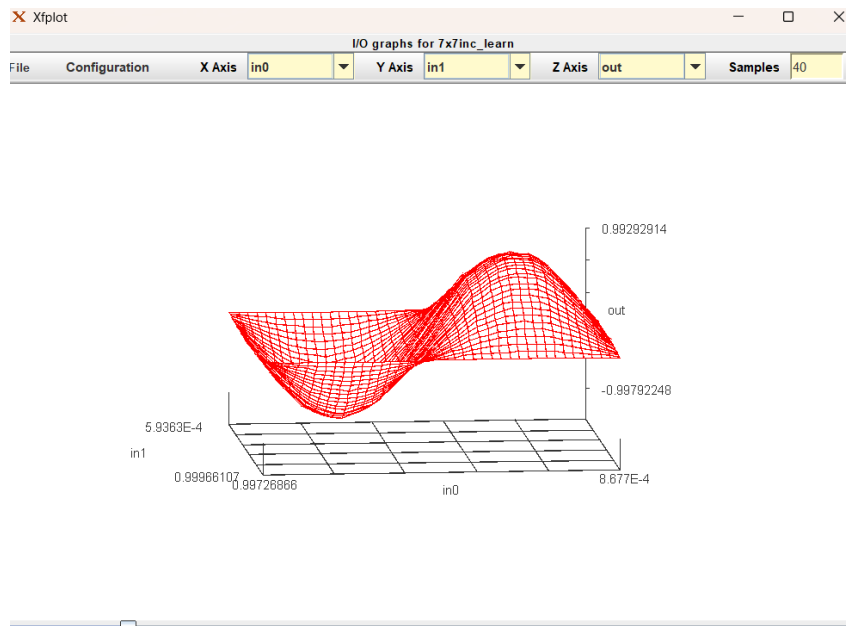 X Xfplot
I/O graphs for 7x7inc_learn
File Configuration X Axis in0 Y Axis in1 Z Axis out Samples 40
0.99292914
out
-0.99792248
5.9363E-4
in1
0.99966107
0.99726866
in0
8.677E-4